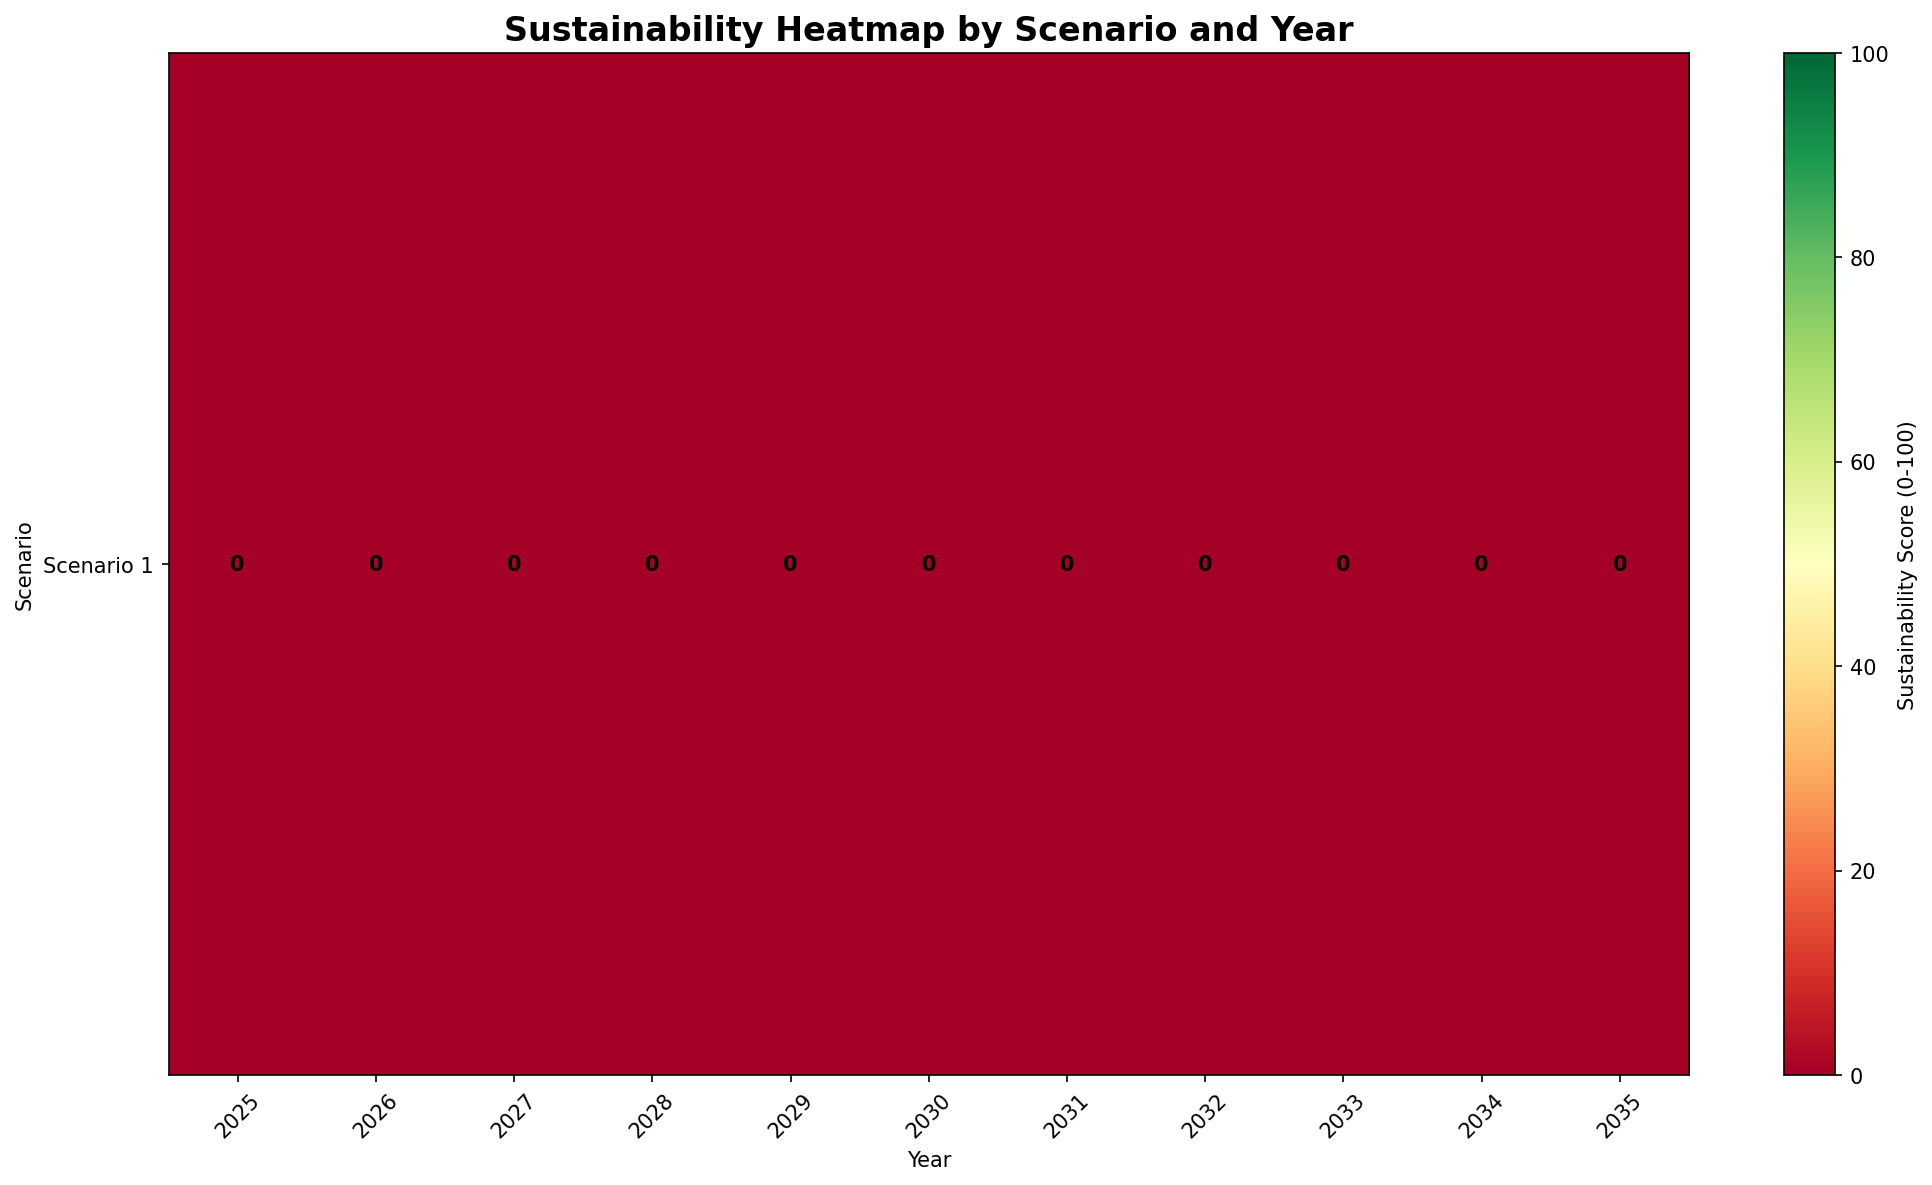 Sustainability Heatmap by Scenario and Year
Scenario
Scenario 1
0 0 0 0 0 0 0 0 0 0 0
2025 2026 2027 2028 2029 2030 2031 2032 2033 2034 2035
Year
100
80
60
40
20
0
Sustainability Score (0-100)